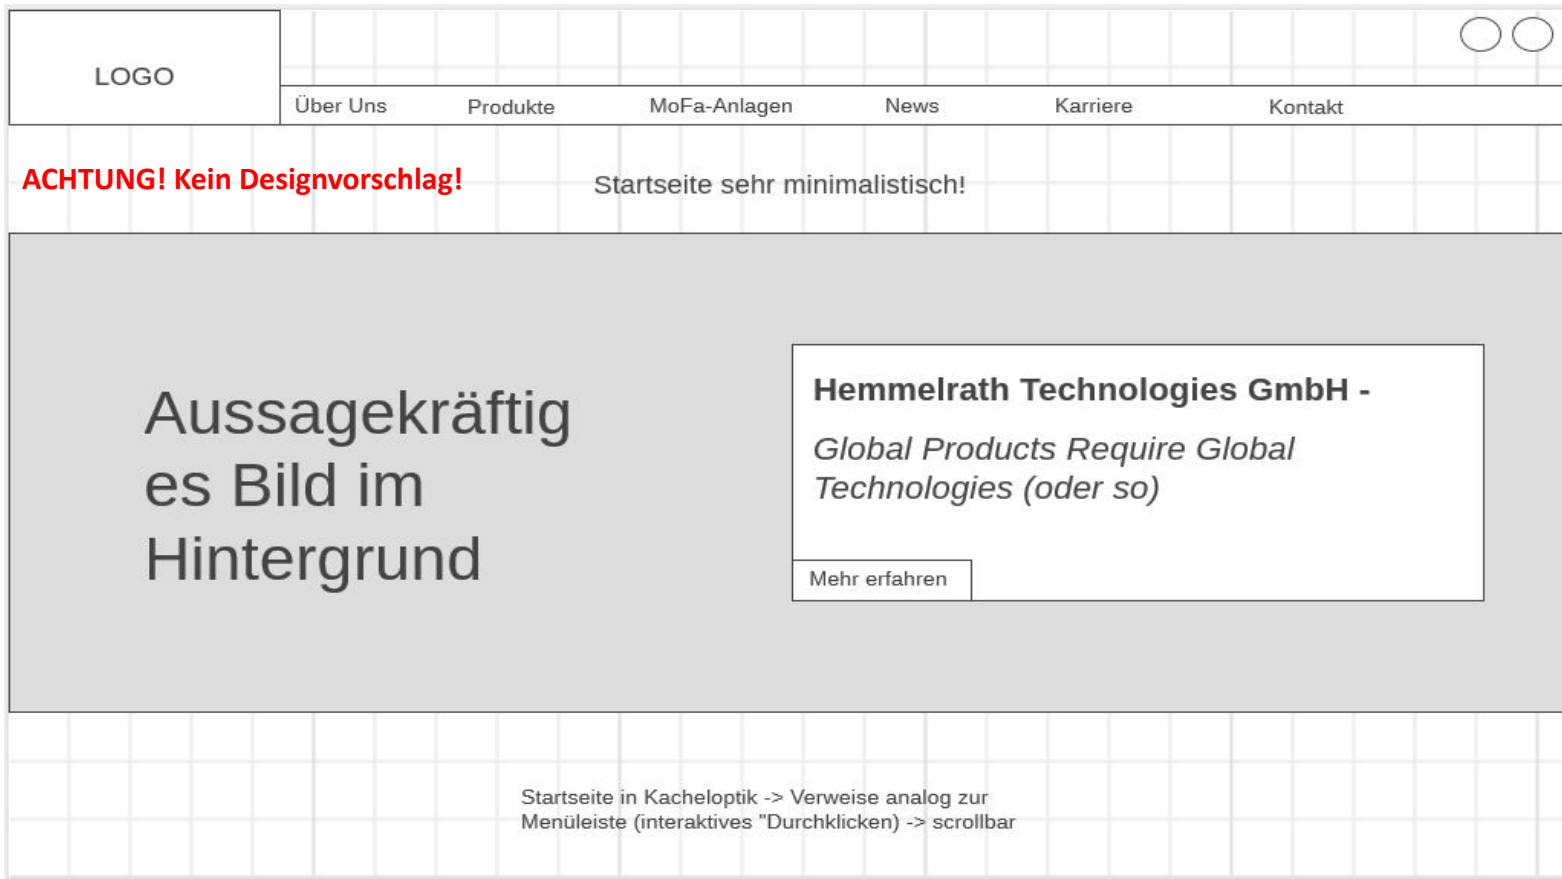 LOGO
Über Uns
Produkte
MoFa-Anlagen
News
Karriere
Kontakt
ACHTUNG! Kein Designvorschlag!
Startseite sehr minimalistisch!
Aussagekräftig
es Bild im
Hintergrund
Hemmelrath Technologies GmbH -
Global Products Require Global
Technologies (oder so)
Mehr erfahren
Startseite in Kacheloptik -> Verweise analog zur
Menüleiste (interaktives "Durchklicken) -> scrollbar